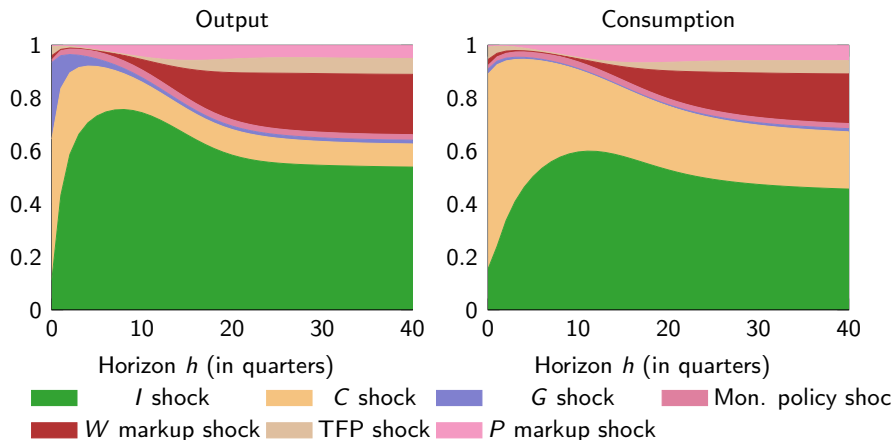 Output
Consumption
1
0.8
0.6
0.4
0.2
0
0 10 20 30 40
Horizon h (in quarters)
1
0.8
0.6
0.4
0.2
0
0 10 20 30 40
Horizon h (in quarters)
I shock C shock G shock Mon. policy shoc
W markup shock TFP shock P markup shock